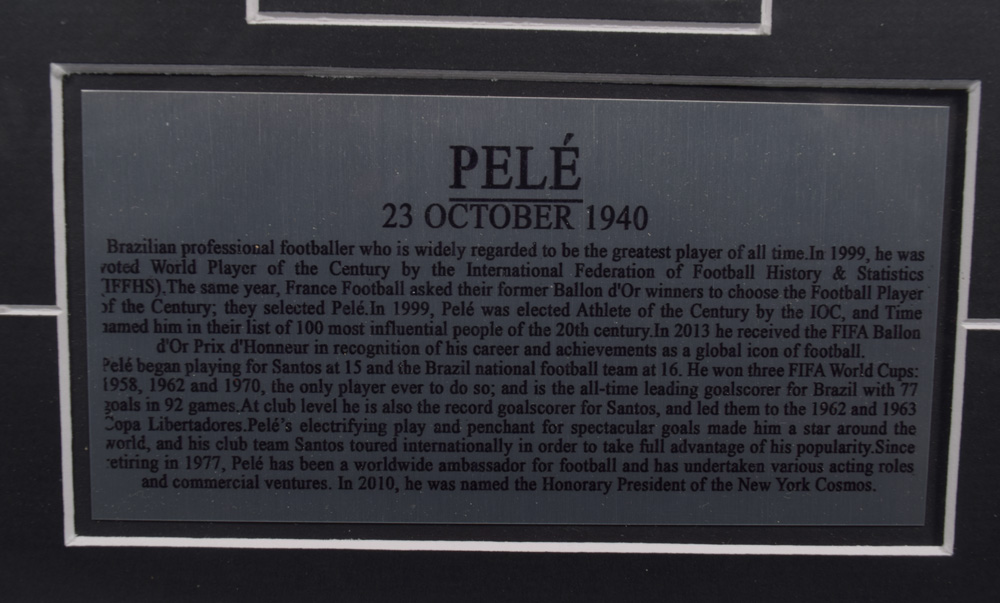 PELÉ
23 OCTOBER 1940
Brazilian professional footballer who is widely regarded to be the greatest player of all time.In 1999, he was
voted World Player of the Century by the International Federation of Football History & Statistics
(IFFHS).The same year, France Football asked their former Ballon d'Or winners to choose the Football Player
of the Century; they selected Pelé.In 1999, Pelé was elected Athlete of the Century by the IOC, and Time
named him in their list of 100 most influential people of the 20th century.In 2013 he received the FIFA Ballon
d'Or Prix d'Honneur in recognition of his career and achievements as a global icon of football.
Pelé began playing for Santos at 15 and the Brazil national football team at 16. He won three FIFA World Cups:
1958, 1962 and 1970, the only player ever to do so; and is the all-time leading goalscorer for Brazil with 77
goals in 92 games.At club level he is also the record goalscorer for Santos, and led them to the 1962 and 1963
Copa Libertadores.Pelé's electrifying play and penchant for spectacular goals made him a star around the
world, and his club team Santos toured internationally in order to take full advantage of his popularity.Since
retiring in 1977, Pelé has been a worldwide ambassador for football and has undertaken various acting roles
and commercial ventures. In 2010, he was named the Honorary President of the New York Cosmos.